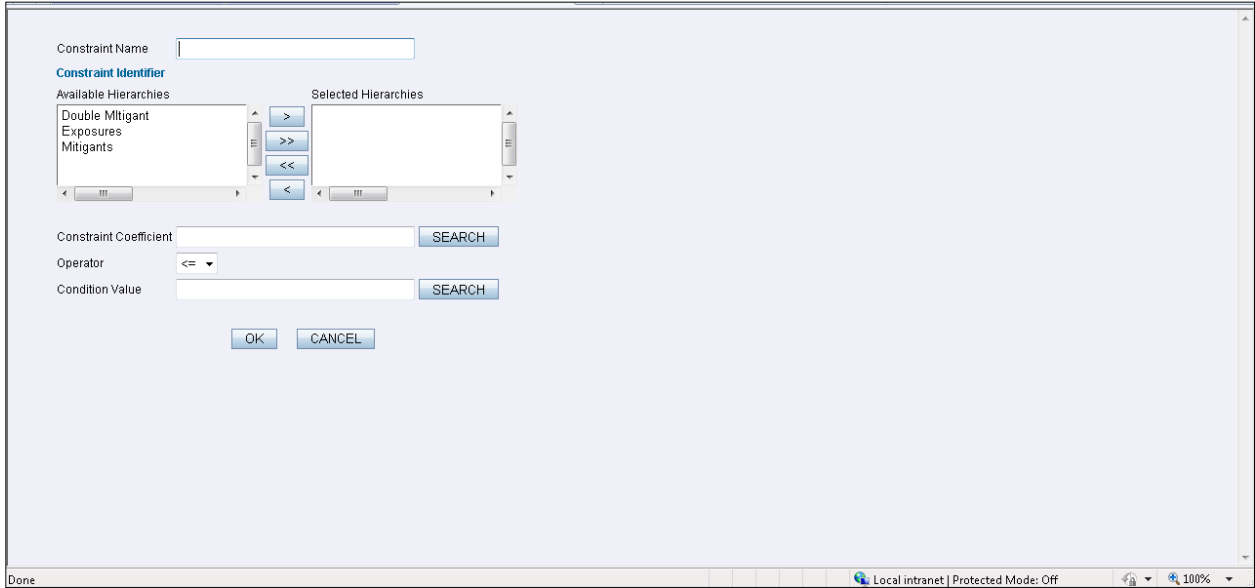 Constraint Name
Constraint Identifier
Available Hierarchies Selected Hierarchies
Double MItigant
Exposures
Mitigants
>
>>
<<
<
Constraint Coefficient SEARCH
Operator <=
Condition Value SEARCH
OK CANCEL
Done Local intranet | Protected Mode: Off 100%